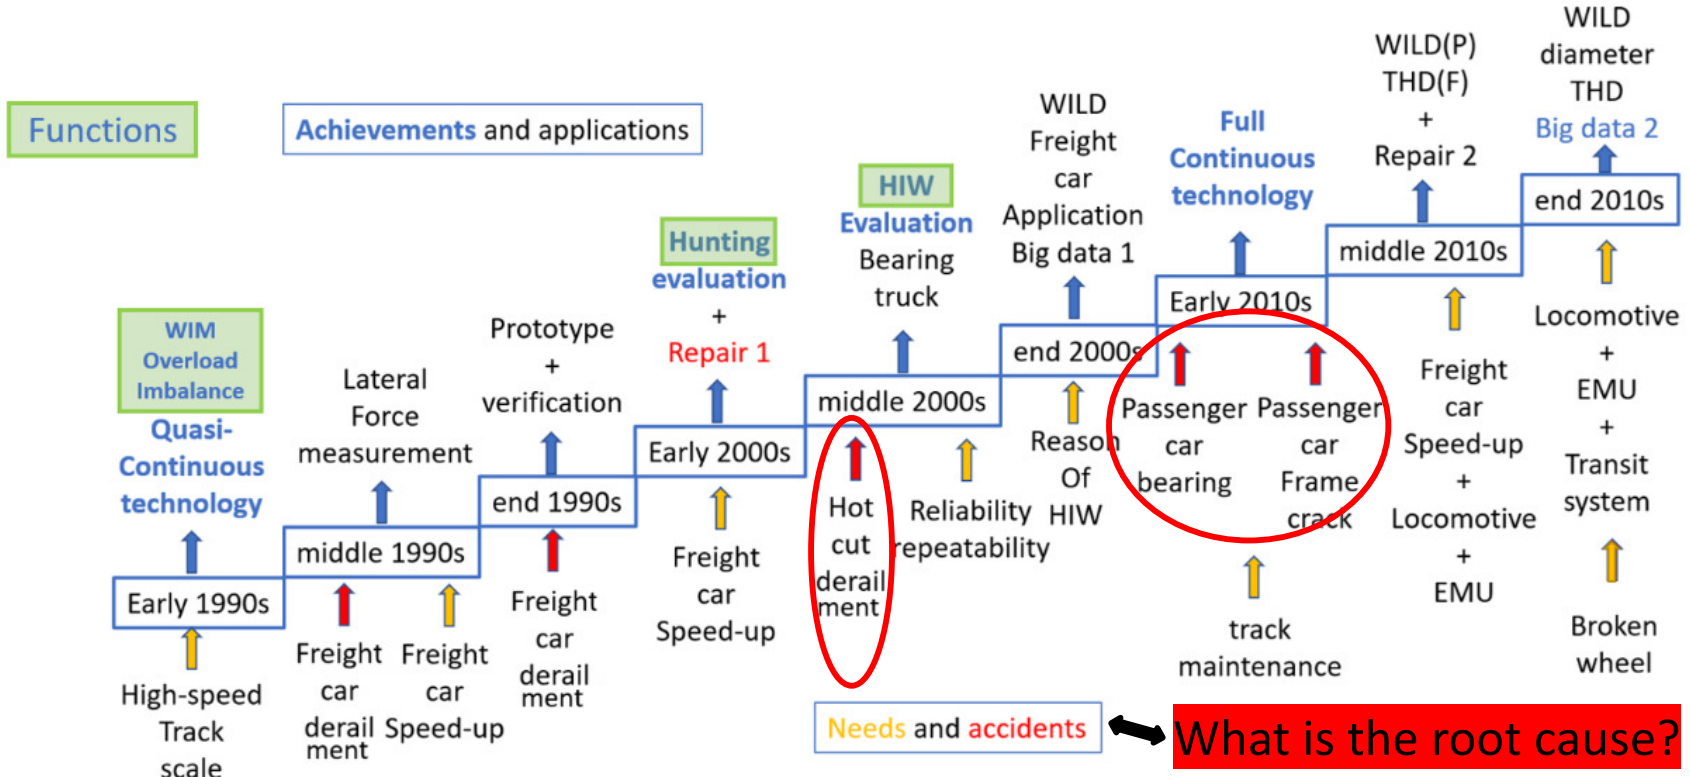 Functions
Achievements and applications
WIM
Overload
Imbalance
Quasi-
Continuous
technology
Early 1990s
High-speed
Track
scale
Lateral
Force
measurement
middle 1990s
Freight
car
derail
ment
Freight
car
Speed-up
Prototype
+
verification
end 1990s
Freight
car
derail
ment
Hunting
evaluation
+
Repair 1
Early 2000s
Freight
car
Speed-up
HIW
Evaluation
Bearing
truck
middle 2000s
Hot
cut
derail
ment
Reliability
repeatability
WILD
Freight
car
Application
Big data 1
end 2000s
Reason
Of
HIW
Full
Continuous
technology
Early 2010s
Passenger
car
bearing
Passenger
car
Frame
crack
track
maintenance
WILD(P)
THD(F)
+
Repair 2
middle 2010s
Freight
car
Speed-up
+
Locomotive
+
EMU
WILD
diameter
THD
Big data 2
end 2010s
Locomotive
+
EMU
+
Transit
system
Broken
wheel
Needs and accidents
What is the root cause?